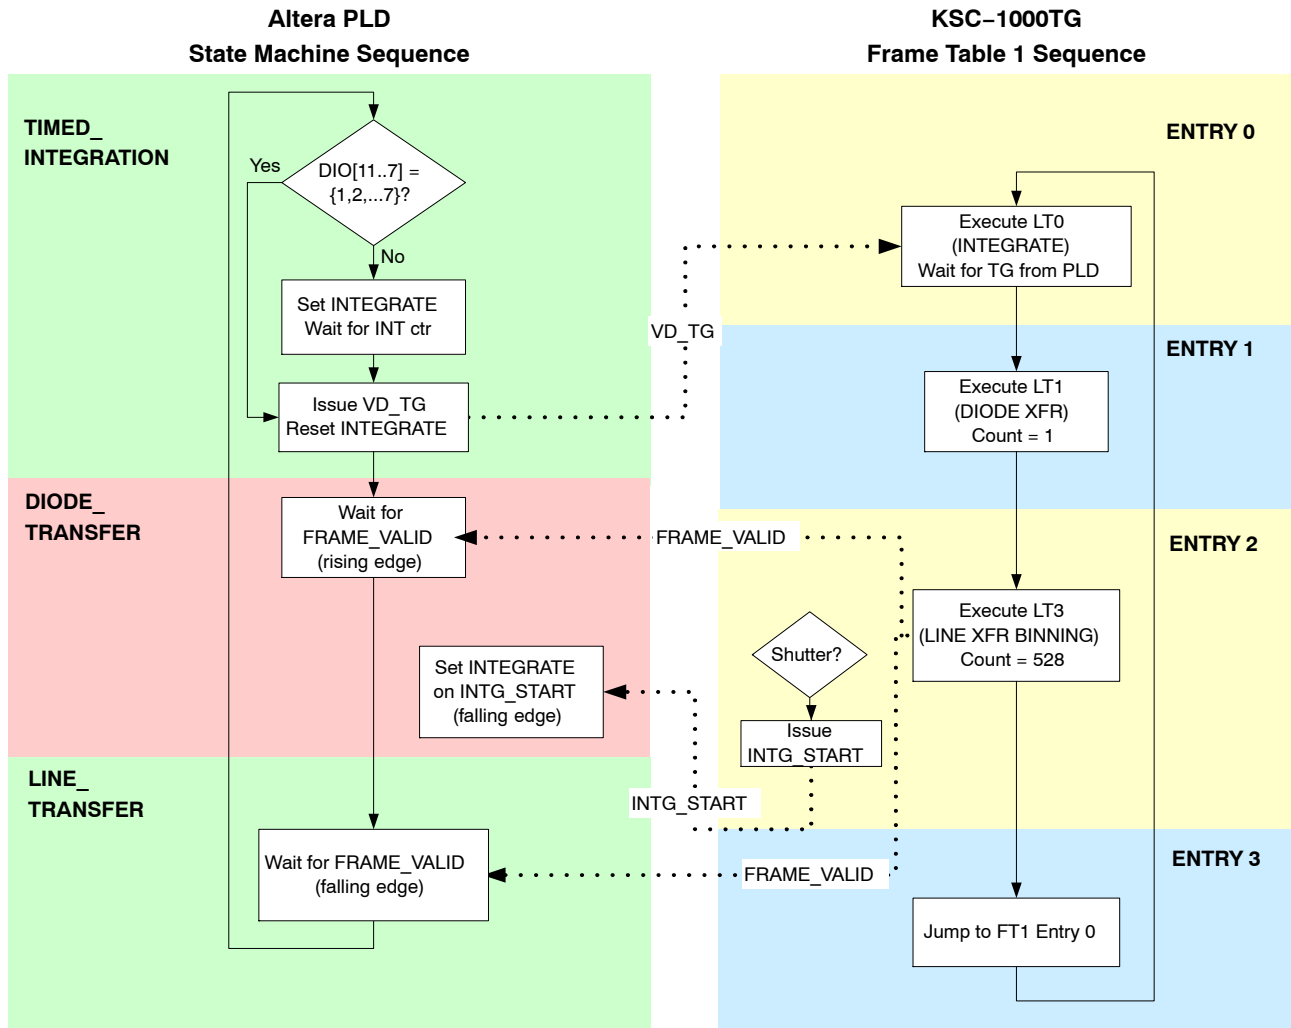 Altera PLD
State Machine Sequence
KSC−1000TG
Frame Table 1 Sequence
TIMED_
INTEGRATION
Yes
DIO[11..7] =
{1,2,...7}?
No
Set INTEGRATE
Wait for INT ctr
Issue VD_TG
Reset INTEGRATE
VD_TG
ENTRY 0
Execute LT0
(INTEGRATE)
Wait for TG from PLD
ENTRY 1
Execute LT1
(DIODE XFR)
Count = 1
DIODE_
TRANSFER
Wait for
FRAME_VALID
(rising edge)
FRAME_VALID
ENTRY 2
Execute LT3
(LINE XFR BINNING)
Count = 528
Shutter?
Set INTEGRATE
on INTG_START
(falling edge)
Issue
INTG_START
INTG_START
LINE_
TRANSFER
Wait for FRAME_VALID
(falling edge)
FRAME_VALID
ENTRY 3
Jump to FT1 Entry 0